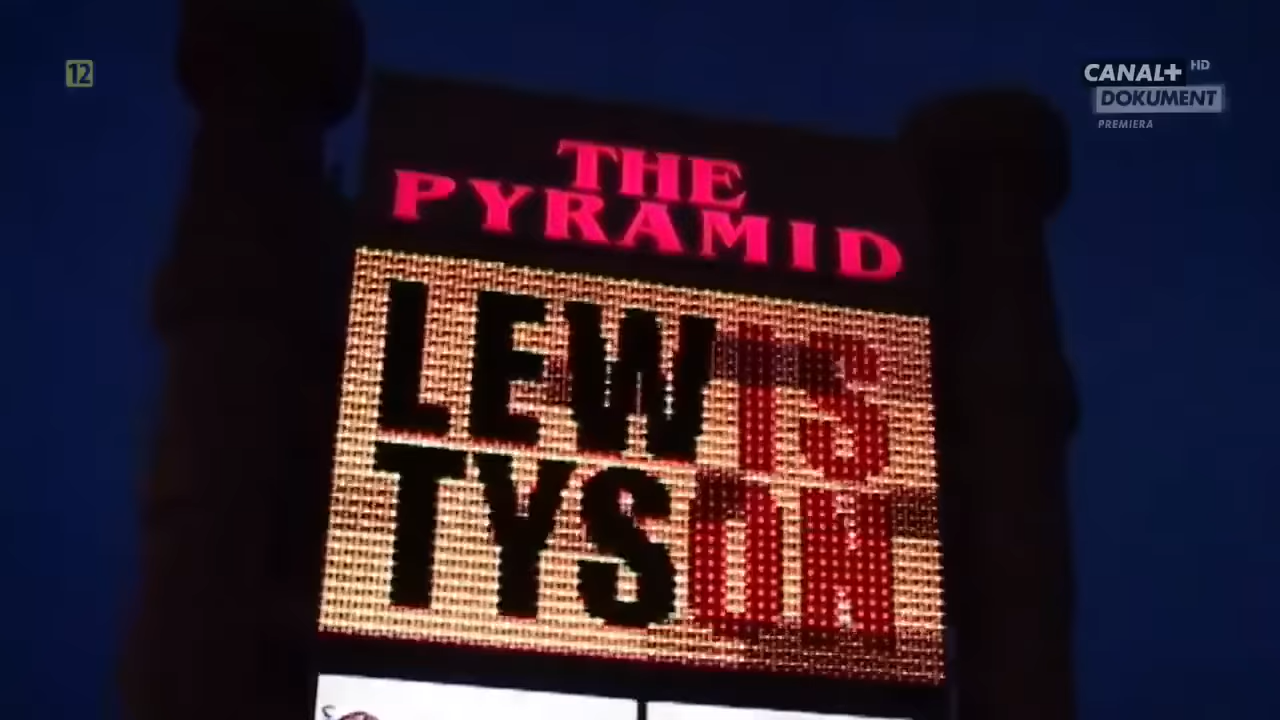 12
CANAL+ HD
DOKUMENT
PREMIERA
THE
PYRAMID
LEWIS
TYSON